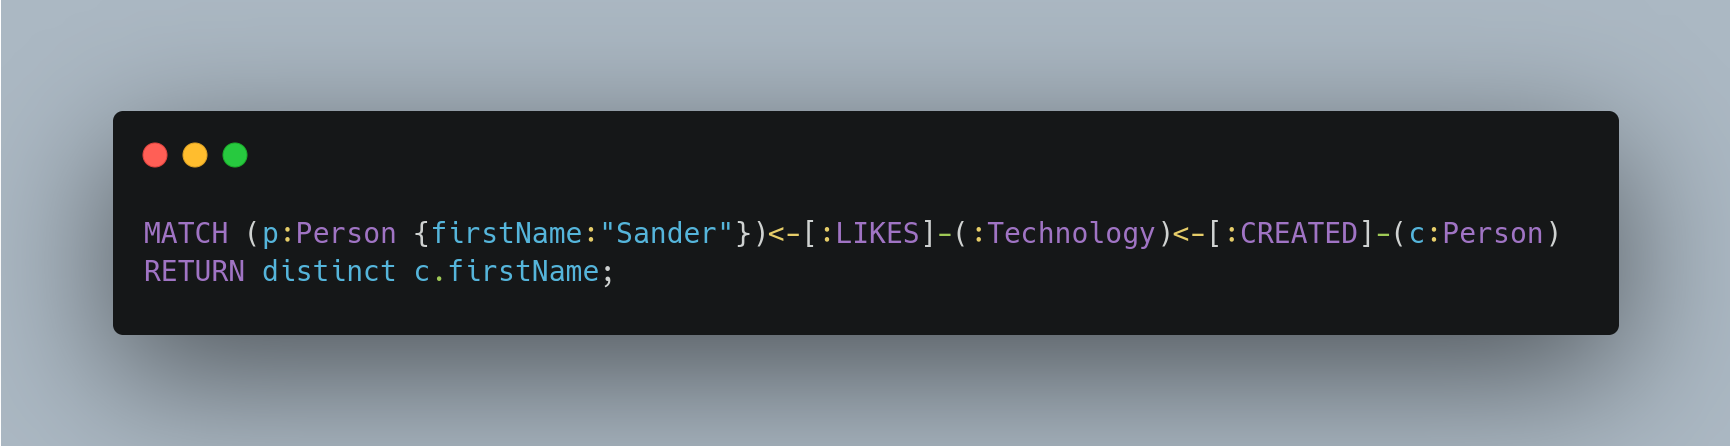 MATCH (p:Person {firstName:"Sander"})<-[:LIKES]-(:Technology)<-[:CREATED]-(c:Person)
RETURN distinct c.firstName;